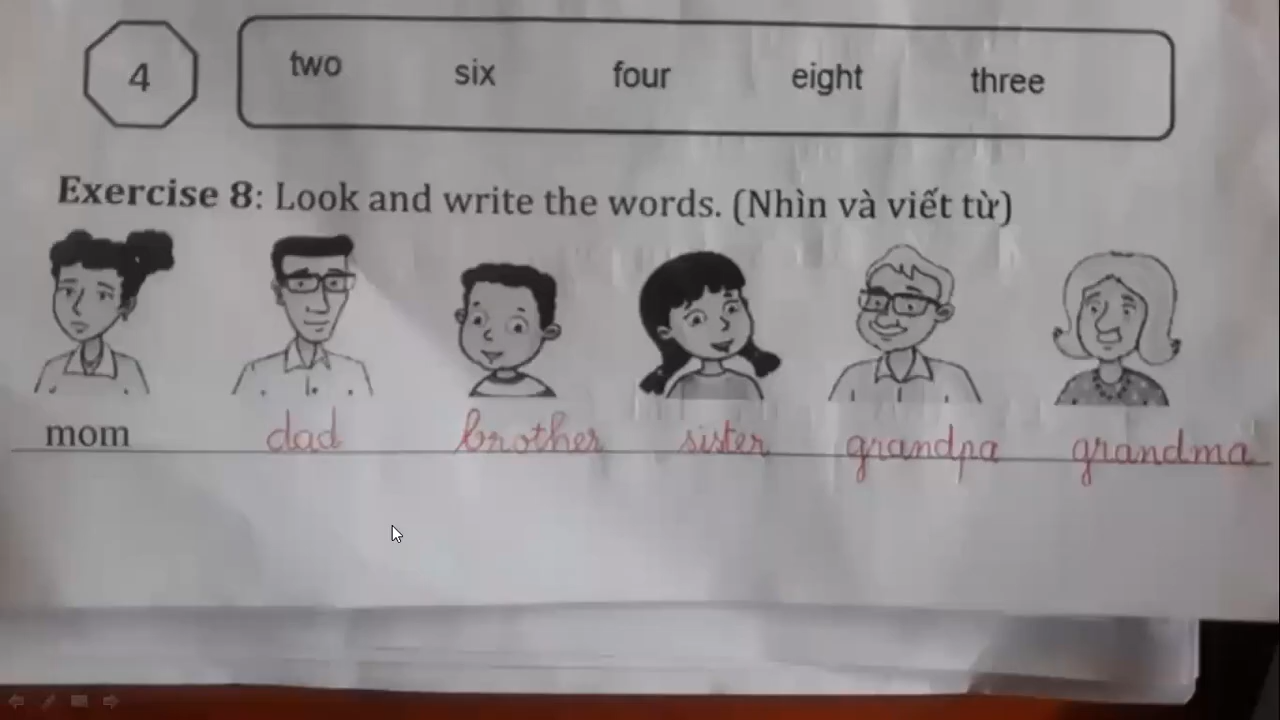 4 two six four eight three
Exercise 8: Look and write the words. (Nhìn và viết từ)
mom dad brother sister grandpa grandma